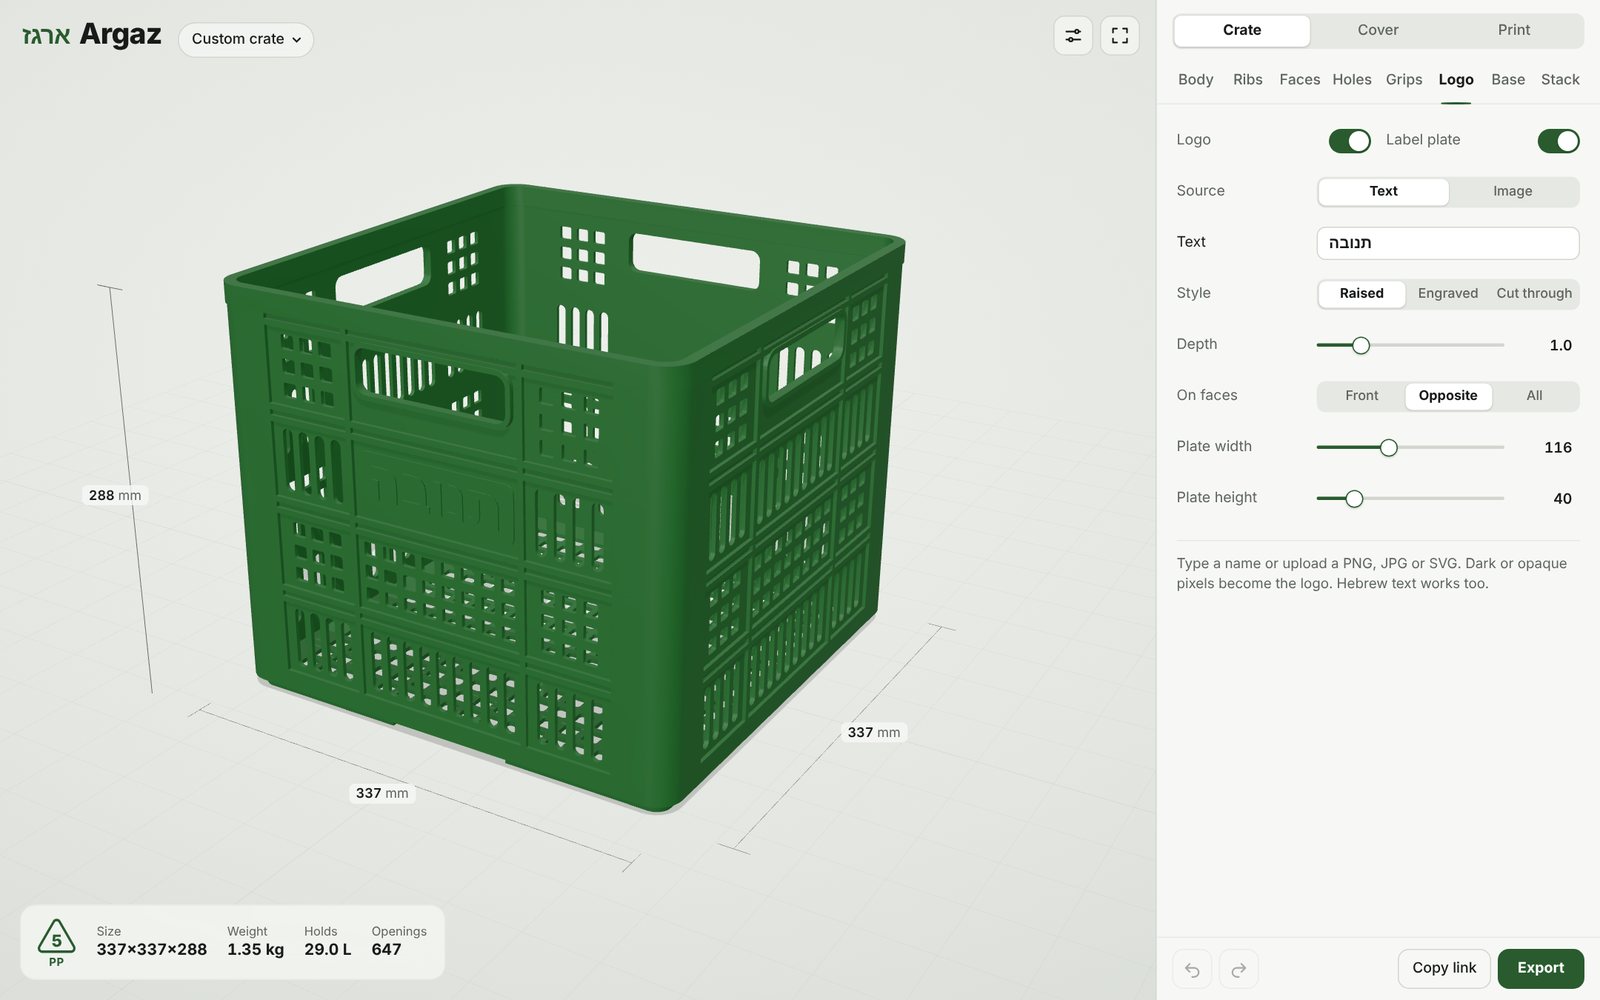 ארגז Argaz
Custom crate
Crate Cover Print
Body Ribs Faces Holes Grips Logo Base Stack
Logo Label plate
Source Text Image
Text תנובה
Style Raised Engraved Cut through
Depth 1.0
On faces Front Opposite All
Plate width 116
Plate height 40
Type a name or upload a PNG, JPG or SVG. Dark or opaque
pixels become the logo. Hebrew text works too.
288 mm
תנובה
337 mm
337 mm
5
PP
Size Weight Holds Openings
337×337×288 1.35 kg 29.0 L 647
Copy link Export